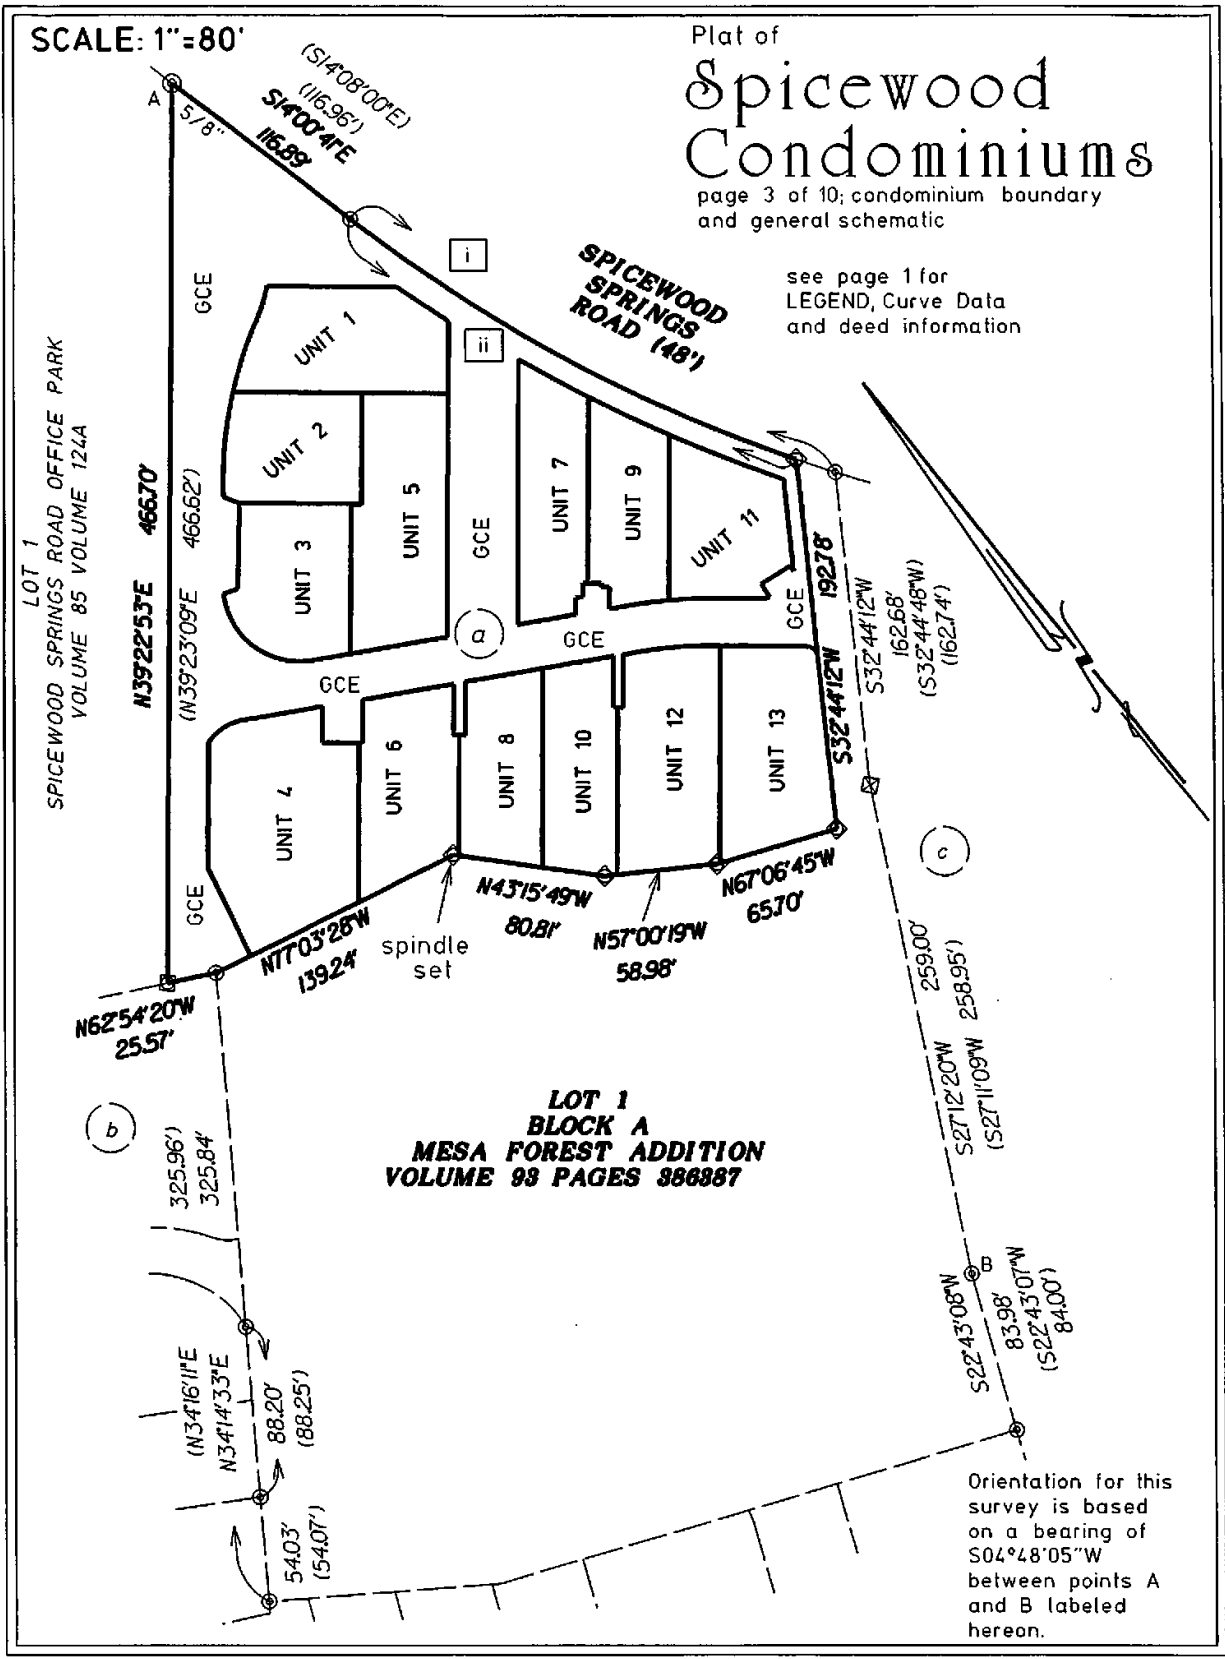 SCALE: 1"=80'
Plat of
Spicewood
Condominiums
page 3 of 10; condominium boundary
and general schematic
see page 1 for
LEGEND, Curve Data
and deed information
A
5/8"
(S14°08'00"E)
(116.96')
S14°00'41"E
116.89'
i
ii
SPICEWOOD
SPRINGS
ROAD (48')
LOT 1
SPICEWOOD SPRINGS ROAD OFFICE PARK
VOLUME 85 VOLUME 124A
N39°22'53"E 466.70'
(N39°23'09"E 466.62')
GCE
UNIT 1
UNIT 2
UNIT 3
UNIT 5
GCE
UNIT 7
UNIT 9
UNIT 11
GCE
a
GCE
GCE
UNIT 4
UNIT 6
UNIT 8
UNIT 10
UNIT 12
UNIT 13
GCE
S32°44'12"W 192.78'
S32°44'12"W
162.68'
(S32°44'48"W)
(162.74')
c
N62°54'20"W
25.57'
N77°03'28"W
139.24'
spindle
set
N43°15'49"W
80.81'
N57°00'19"W
58.98'
N67°06'45"W
65.70'
S27°12'20"W 259.00'
(S27°11'09"W 258.95')
LOT 1
BLOCK A
MESA FOREST ADDITION
VOLUME 93 PAGES 386387
b
325.96')
325.84'
(N34°16'11"E
N34°14'33"E
88.20'
(88.25')
54.03'
(54.07')
B
S22°43'08"W
83.98'
(S22°43'07"W
84.00')
Orientation for this
survey is based
on a bearing of
S04°48'05"W
between points A
and B labeled
hereon.